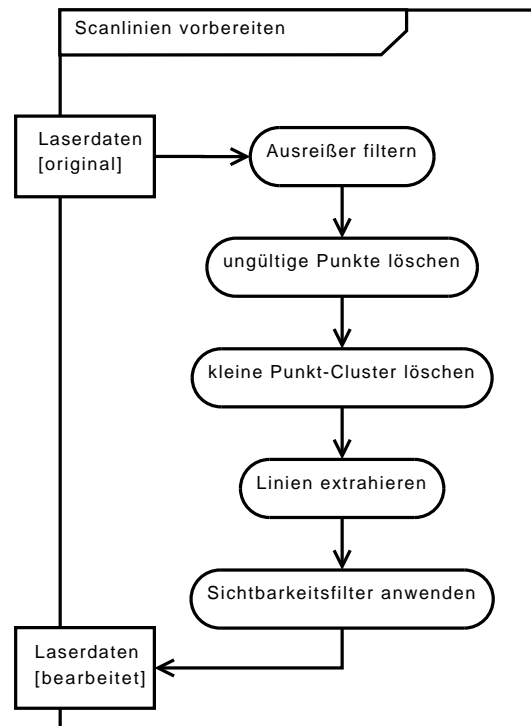 Scanlinien vorbereiten
Laserdaten
[original]
Ausreißer filtern
ungültige Punkte löschen
kleine Punkt-Cluster löschen
Linien extrahieren
Sichtbarkeitsfilter anwenden
Laserdaten
[bearbeitet]